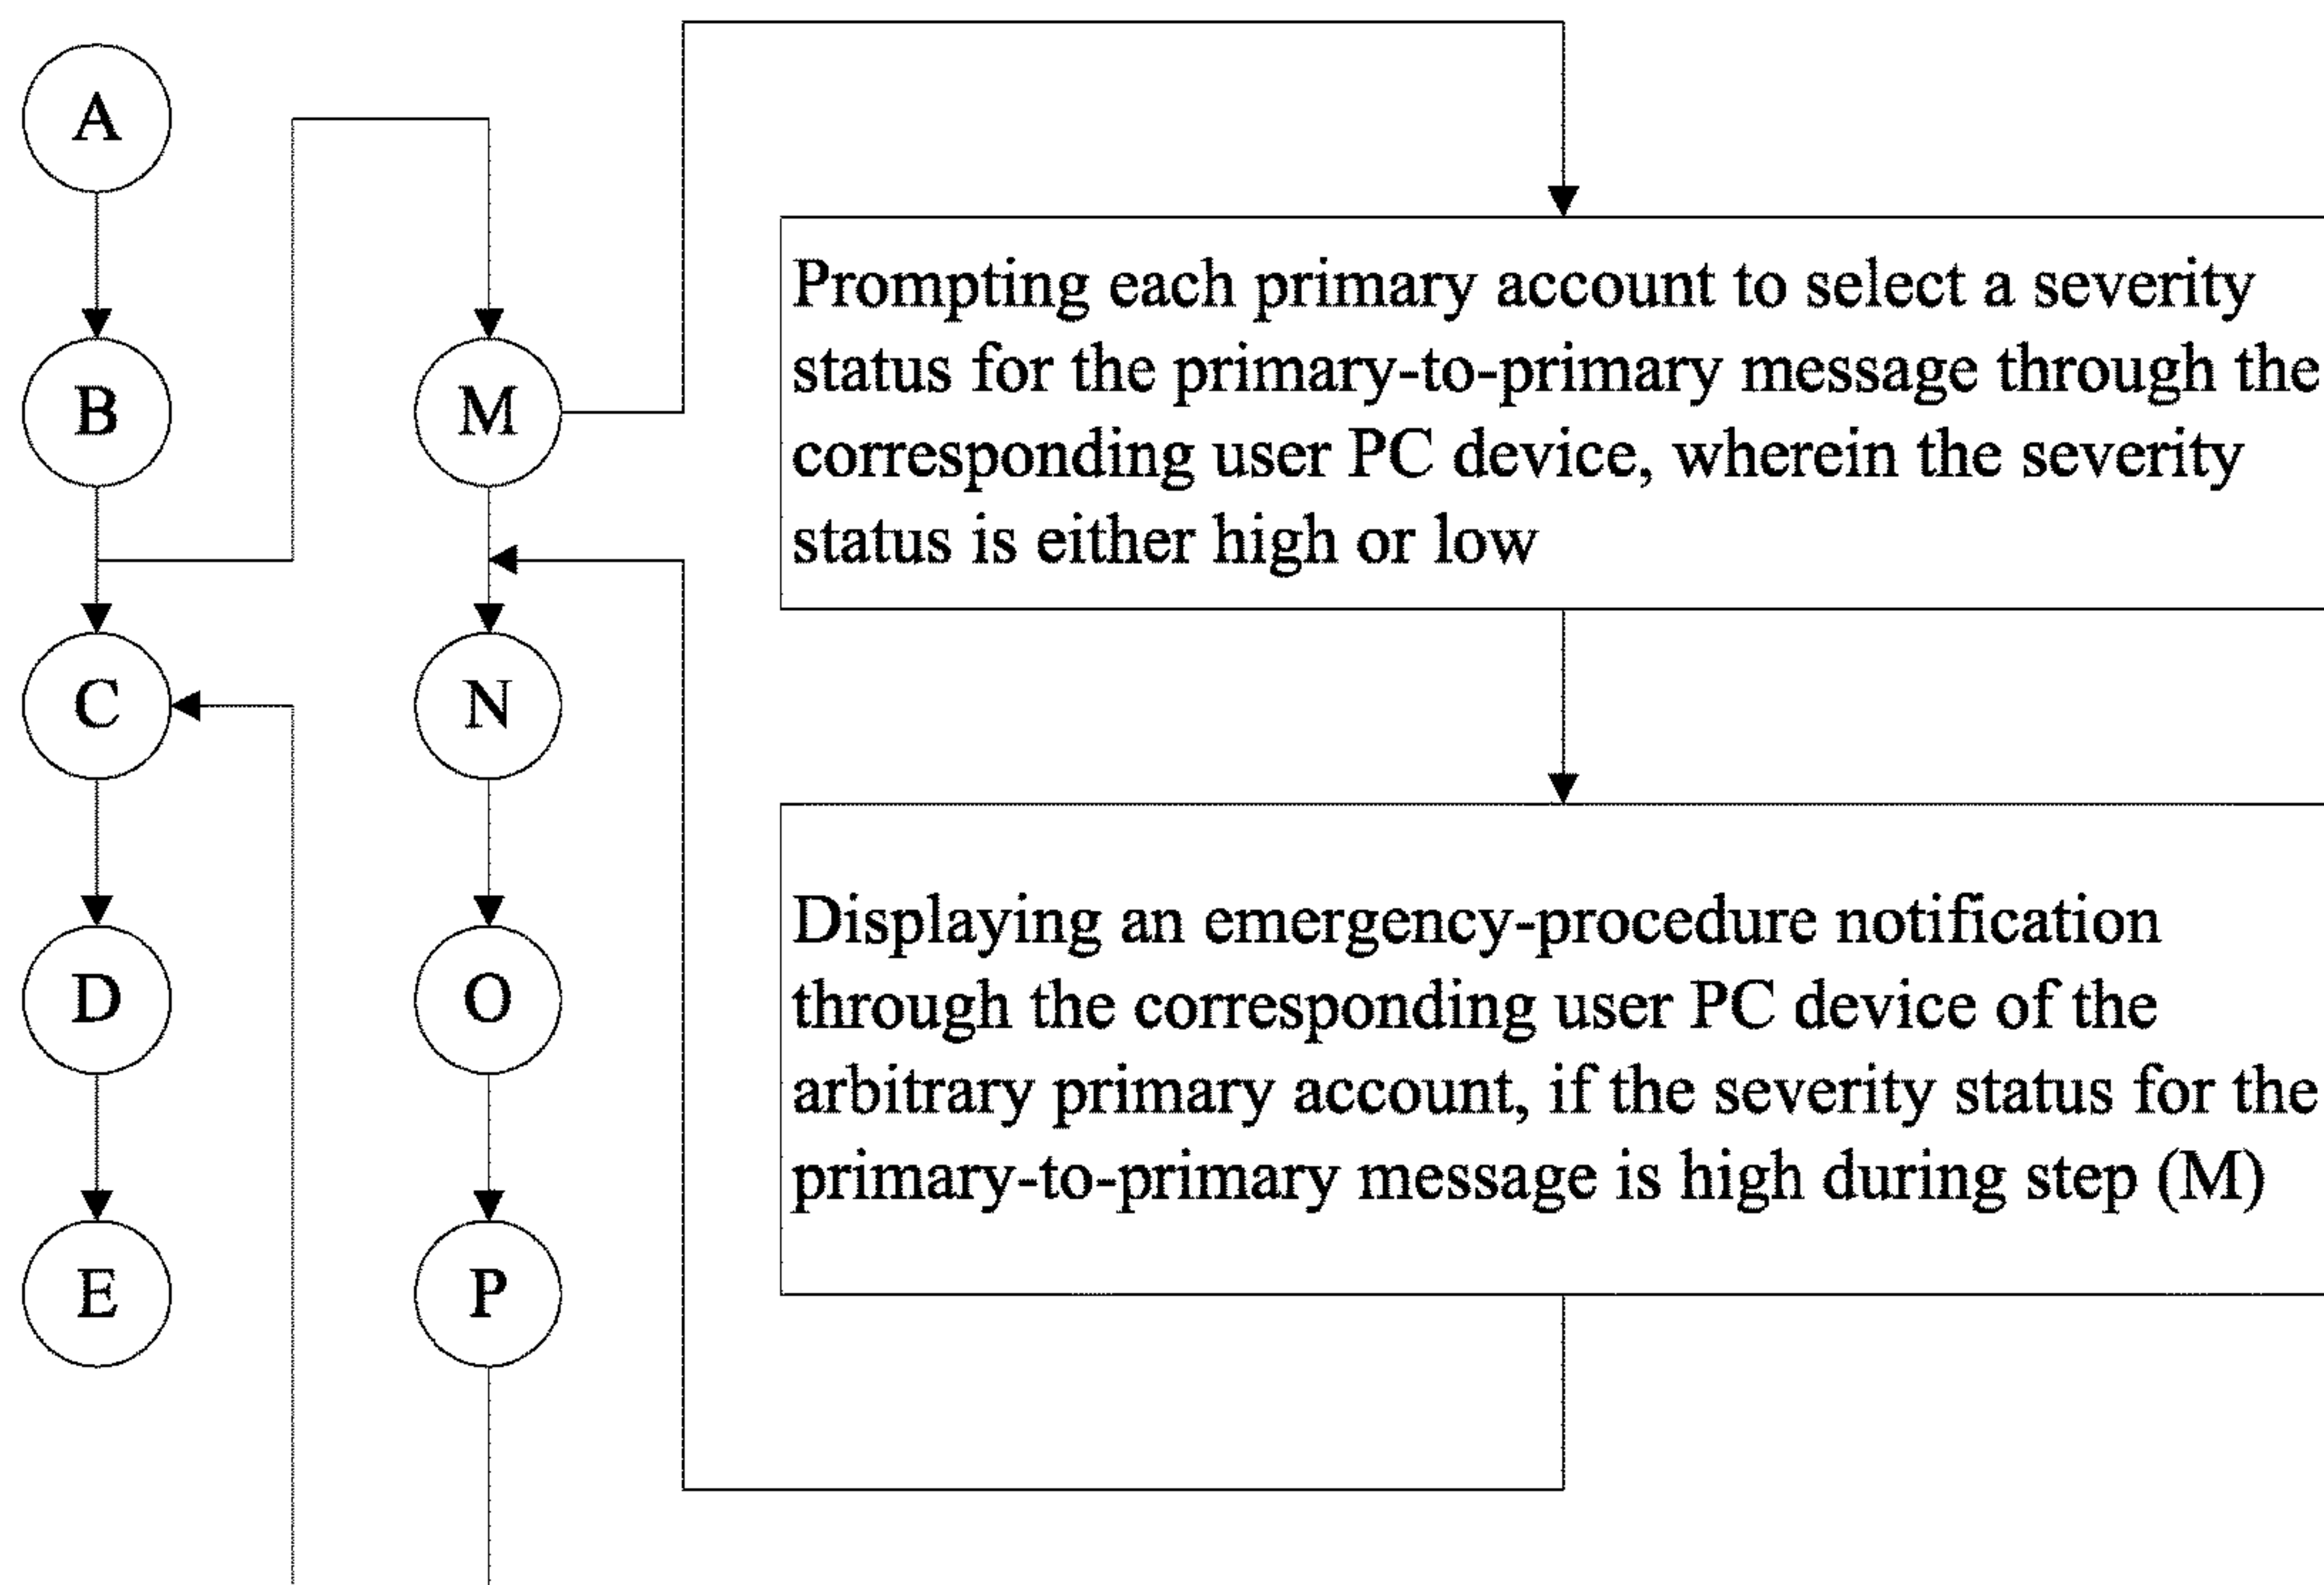 A
B
C
D
E
M
N
O
P
Prompting each primary account to select a severity
status for the primary-to-primary message through the
corresponding user PC device, wherein the severity
status is either high or low
Displaying an emergency-procedure notification
through the corresponding user PC device of the
arbitrary primary account, if the severity status for the
primary-to-primary message is high during step (M)